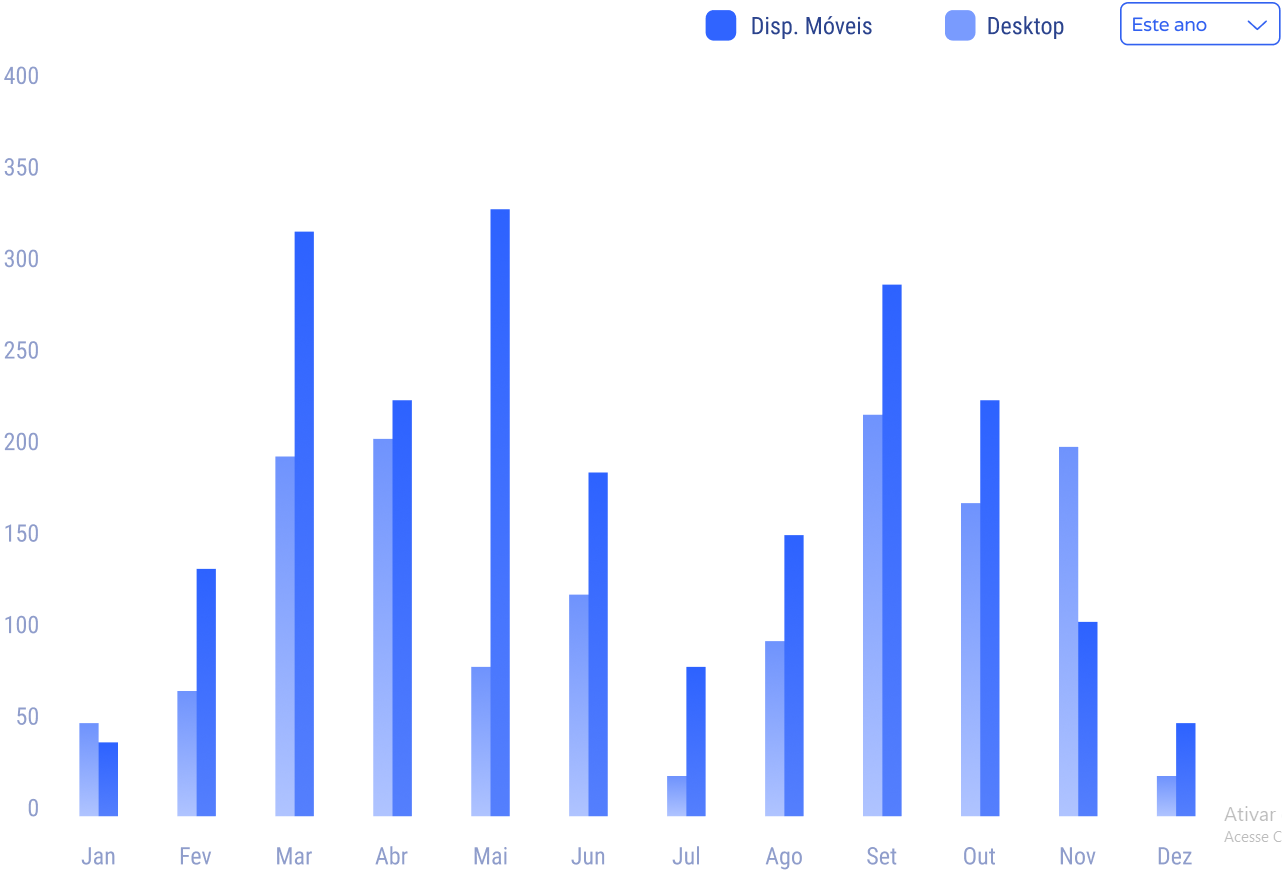 Disp. Móveis
Desktop
Este ano
400
350
300
250
200
150
100
50
0
Jan Fev Mar Abr Mai Jun Jul Ago Set Out Nov Dez
Ativar
Acesse